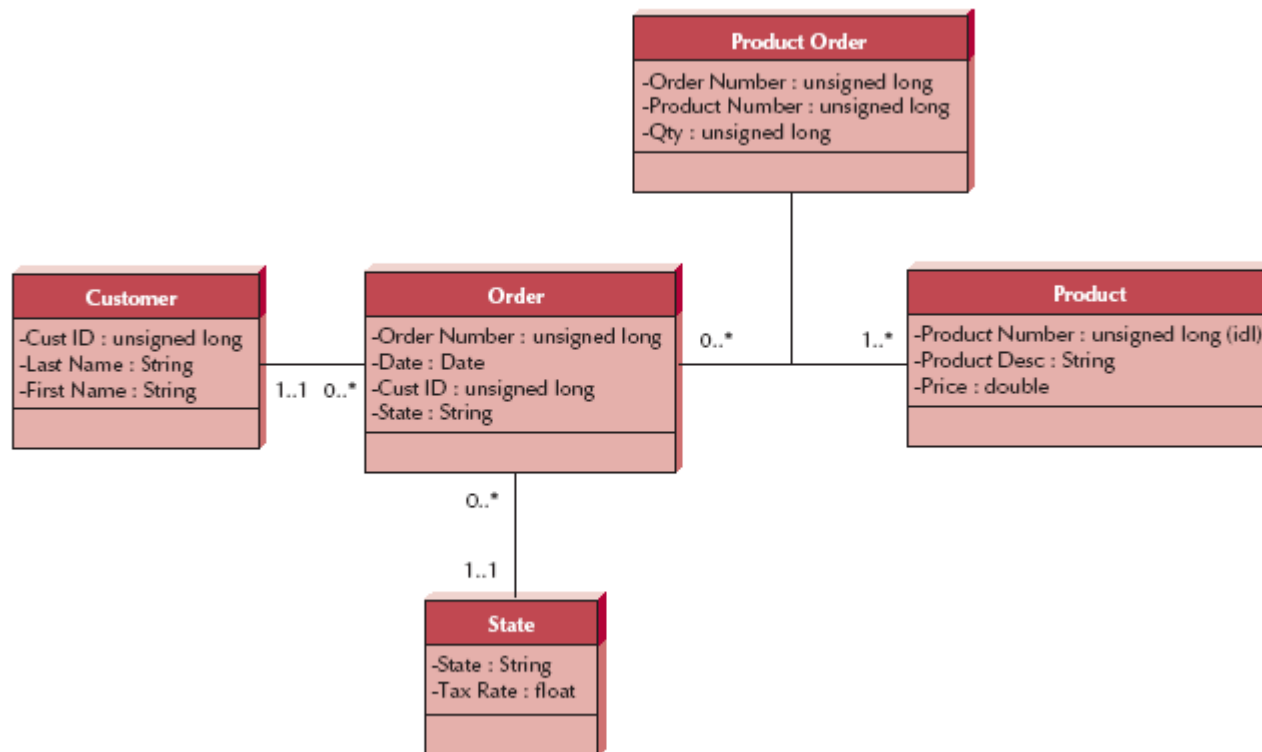 Product Order
-Order Number : unsigned long
-Product Number : unsigned long
-Qty : unsigned long
Customer
-Cust ID : unsigned long
-Last Name : String
-First Name : String
1..1 0..*
Order
-Order Number : unsigned long
-Date : Date
-Cust ID : unsigned long
-State : String
0..* 1..*
Product
-Product Number : unsigned long (idl)
-Product Desc : String
-Price : double
0..*
1..1
State
-State : String
-Tax Rate : float